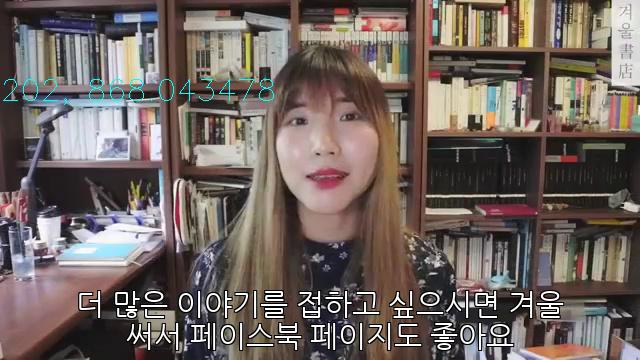 겨울書店
202, 868.043478
더 많은 이야기를 접하고 싶으시면 겨울
써서 페이스북 페이지도 좋아요